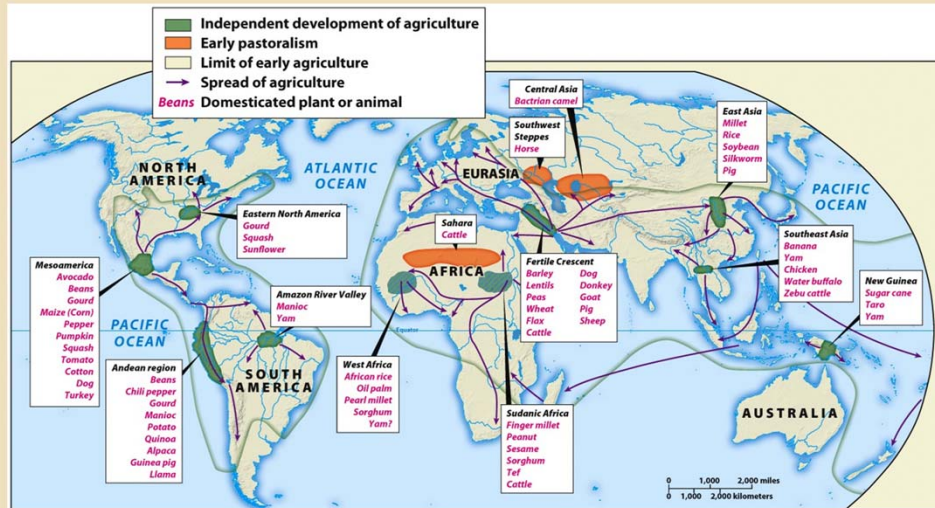 Independent development of agriculture
Early pastoralism
Limit of early agriculture
Spread of agriculture
Beans Domesticated plant or animal
NORTH
AMERICA
ATLANTIC
OCEAN
EURASIA
Central Asia
Bactrian camel
Southwest
Steppes
Horse
East Asia
Millet
Rice
Soybean
Silkworm
Pig
PACIFIC
OCEAN
Eastern North America
Gourd
Squash
Sunflower
Sahara
Cattle
AFRICA
Mesoamerica
Avocado
Beans
Gourd
Maize (Corn)
Pepper
Pumpkin
Squash
Tomato
Cotton
Dog
Turkey
PACIFIC
OCEAN
Amazon River Valley
Manioc
Yam
Fertile Crescent
Barley
Lentils
Peas
Wheat
Flax
Cattle
Dog
Donkey
Goat
Pig
Sheep
Southeast Asia
Banana
Yam
Chicken
Water buffalo
Zebu cattle
New Guinea
Sugar cane
Taro
Yam
Equator
Andean region
Beans
Chili pepper
Gourd
Manioc
Potato
Quinoa
Alpaca
Guinea pig
Llama
SOUTH
AMERICA
West Africa
African rice
Oil palm
Pearl millet
Sorghum
Yam?
Sudanic Africa
Finger millet
Peanut
Sesame
Sorghum
Tef
Cattle
AUSTRALIA
0 1,000 2,000 miles
0 1,000 2,000 kilometers